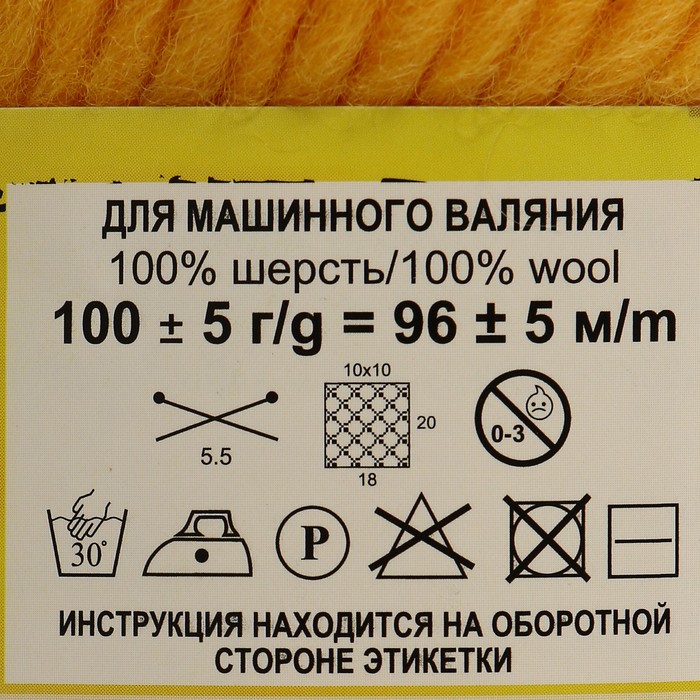 ДЛЯ МАШИННОГО ВАЛЯНИЯ
100% шерсть/100% wool
100 ± 5 г/g = 96 ± 5 м/m
10x10
5.5
20
18
0-3
30°
P
ИНСТРУКЦИЯ НАХОДИТСЯ НА ОБОРОТНОЙ
СТОРОНЕ ЭТИКЕТКИ